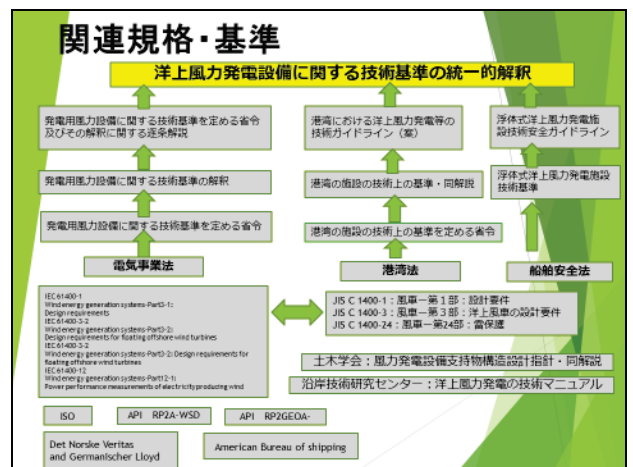 関連規格・基準
洋上風力発電設備に関する技術基準の統一的解釈
発電用風力設備に関する技術基準を定める省令
及びその解釈に関する逐条解説
発電用風力設備に関する技術基準の解釈
発電用風力設備に関する技術基準を定める省令
電気事業法
港湾における洋上風力発電等の
技術ガイドライン（案）
港湾の施設の技術上の基準・同解説
港湾の施設の技術上の基準を定める省令
港湾法
浮体式洋上風力発電施
設技術安全ガイドライン
浮体式洋上風力発電施設
技術基準
船舶安全法
IEC61400-1
Wind energy generation systems-Part3-1:
Design requirements
IEC61400-3-2
Wind energy generation systems-Part3-2:
Design requirements for floating offshore wind turbines
IEC61400-3-2
Wind energy generation systems-Part3-2: Design requirements for
floating offshore wind turbines
IEC61400-12
Wind energy generation systems-Part12-1:
Power performance measurements of electricity producing wind
JIS C 1400-1：風車ー第1部：設計要件
JIS C 1400-3：風車ー第3部：洋上風車の設計要件
JIS C 1400-24：風車ー第24部：雷保護
土木学会：風力発電設備支持物構造設計指針・同解説
沿岸技術研究センター：洋上風力発電の技術マニュアル
ISO
API RP2A-WSD
API RP2GEOA-
Det Norske Veritas
and Germanischer Lloyd
American Bureau of shipping